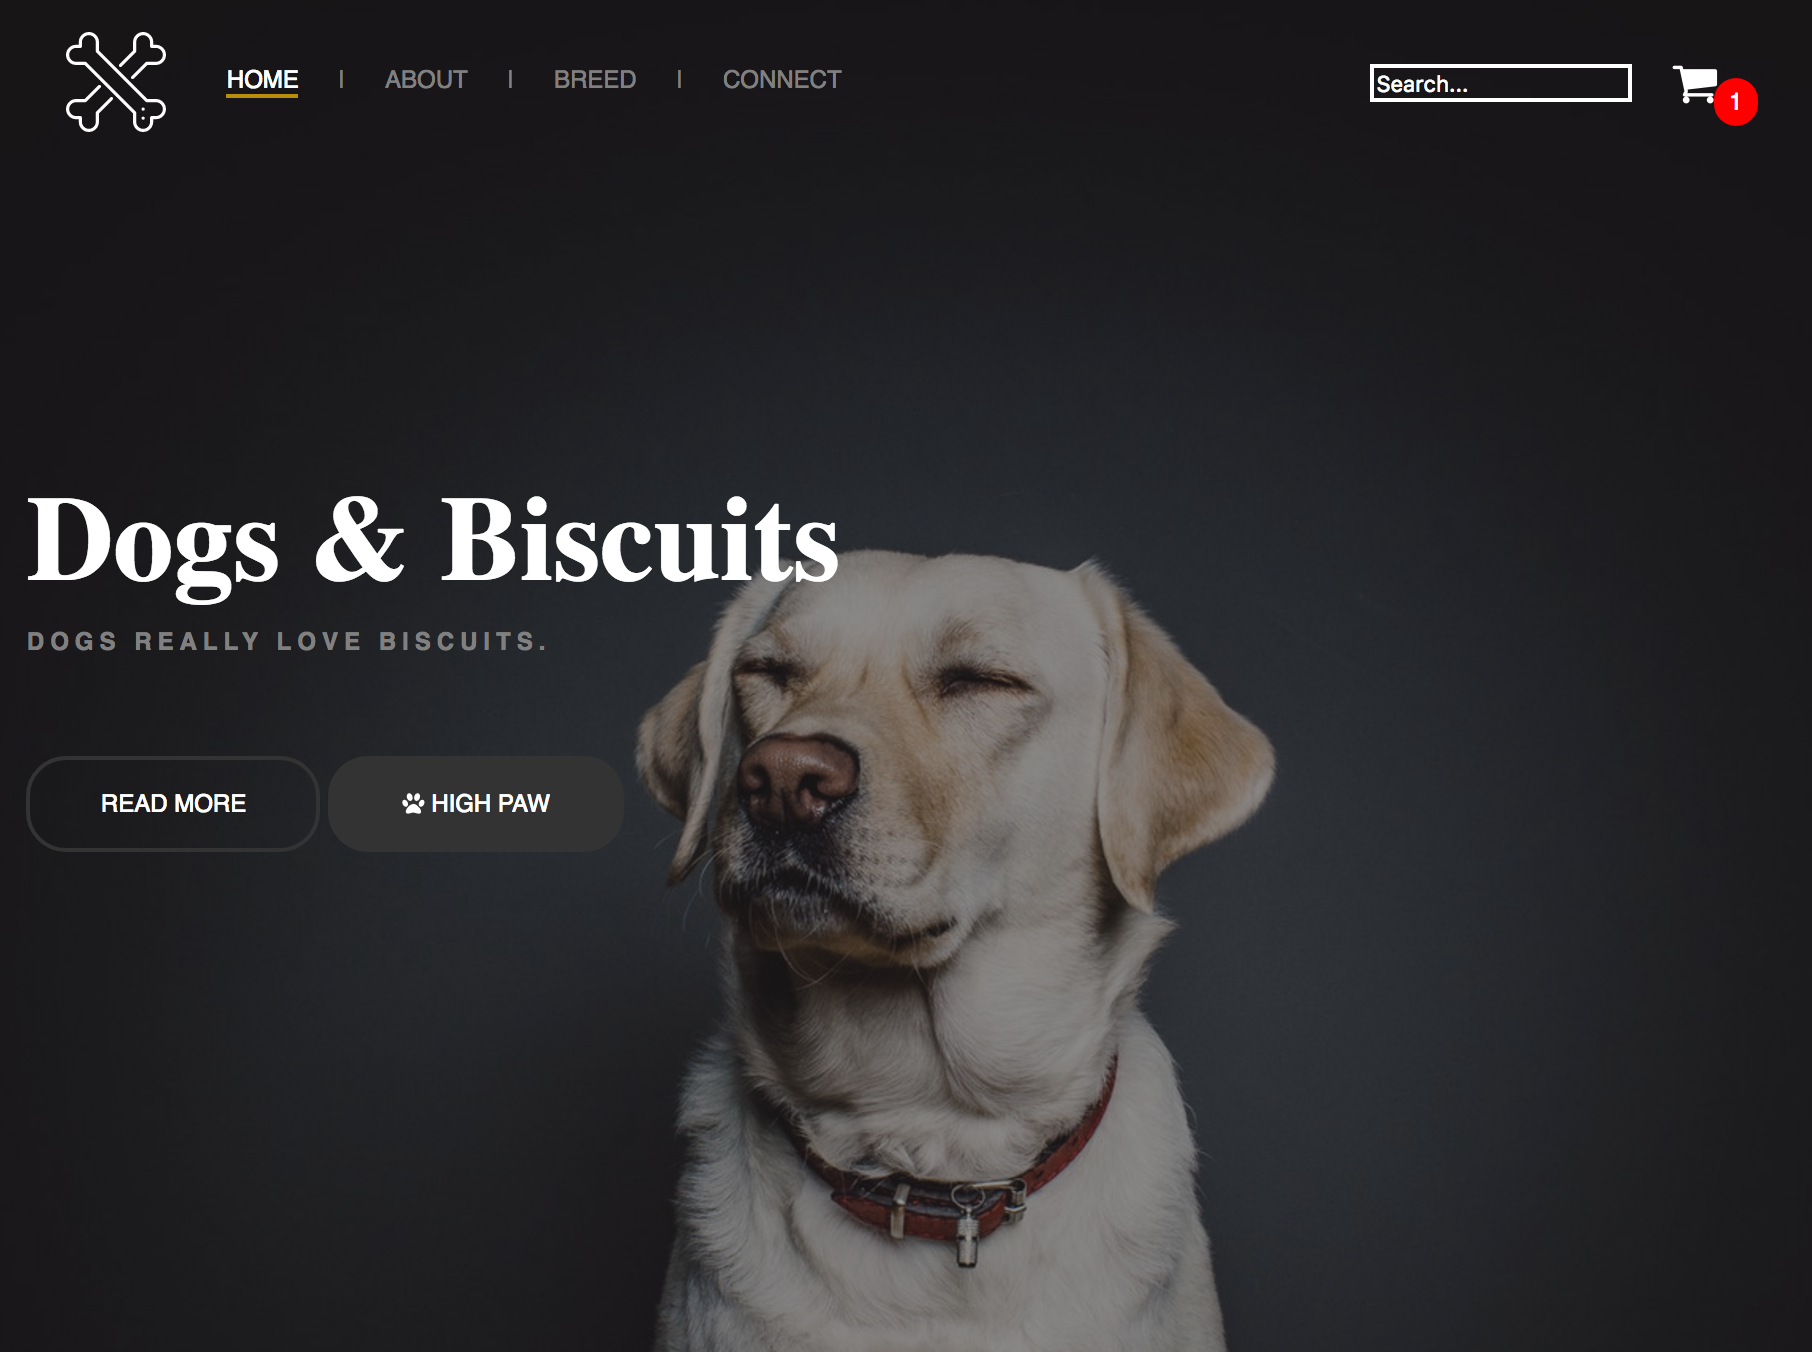 HOME | ABOUT | BREED | CONNECT
Search...
1
Dogs & Biscuits
DOGS REALLY LOVE BISCUITS.
READ MORE
HIGH PAW